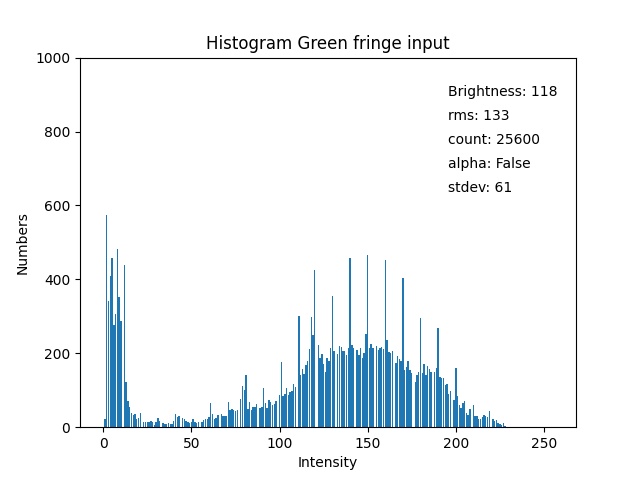 Histogram Green fringe input
1000
800
600
400
200
0
Numbers
Brightness: 118
rms: 133
count: 25600
alpha: False
stdev: 61
0 50 100 150 200 250
Intensity